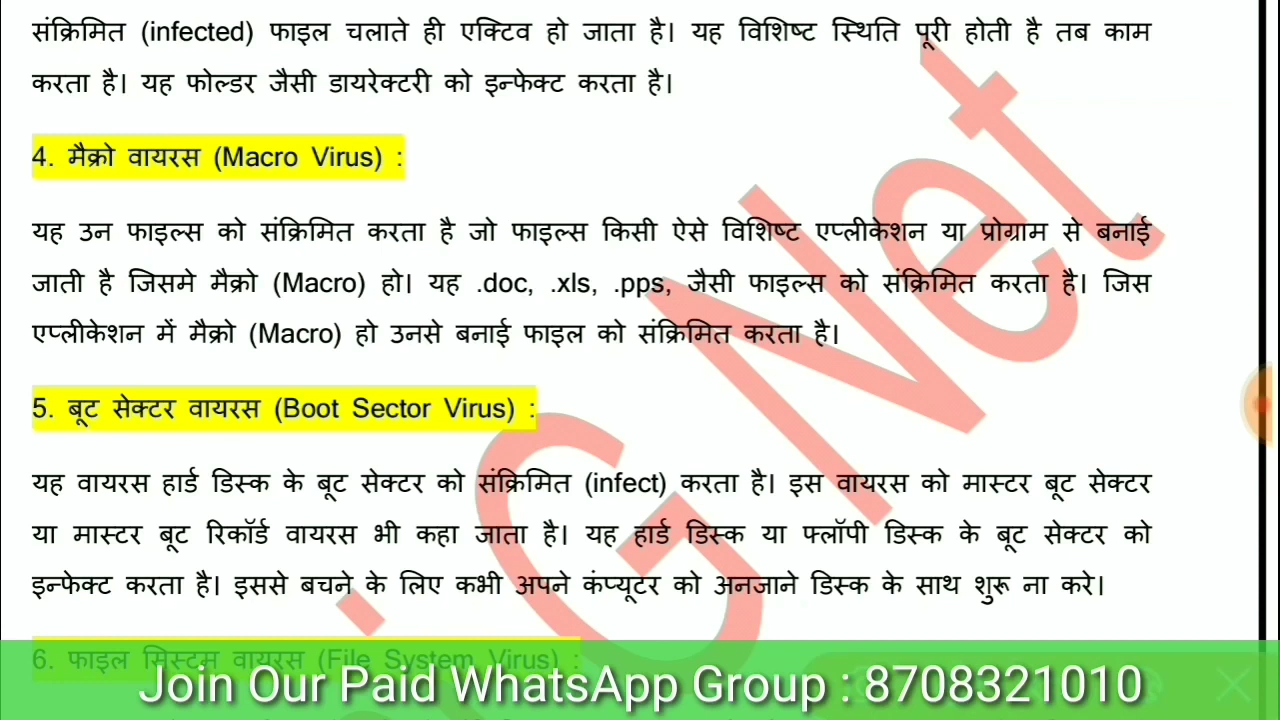 संक्रिमित (infected) फाइल चलाते ही एक्टिव हो जाता है। यह विशिष्ट स्थिति पूरी होती है तब काम
करता है। यह फोल्डर जैसी डायरेक्टरी को इन्फेक्ट करता है।
4. मैक्रो वायरस (Macro Virus) :
यह उन फाइल्स को संक्रिमित करता है जो फाइल्स किसी ऐसे विशिष्ट एप्लीकेशन या प्रोग्राम से बनाई
जाती है जिसमे मैक्रो (Macro) हो। यह .doc, .xls, .pps, जैसी फाइल्स को संक्रिमित करता है। जिस
एप्लीकेशन में मैक्रो (Macro) हो उनसे बनाई फाइल को संक्रिमित करता है।
5. बूट सेक्टर वायरस (Boot Sector Virus) :
यह वायरस हार्ड डिस्क के बूट सेक्टर को संक्रिमित (infect) करता है। इस वायरस को मास्टर बूट सेक्टर
या मास्टर बूट रिकॉर्ड वायरस भी कहा जाता है। यह हार्ड डिस्क या फ्लॉपी डिस्क के बूट सेक्टर को
इन्फेक्ट करता है। इससे बचने के लिए कभी अपने कंप्यूटर को अनजाने डिस्क के साथ शुरू ना करे।
6. फाइल सिस्टम वायरस (File System Virus) :
Join Our Paid WhatsApp Group : 8708321010
G Net